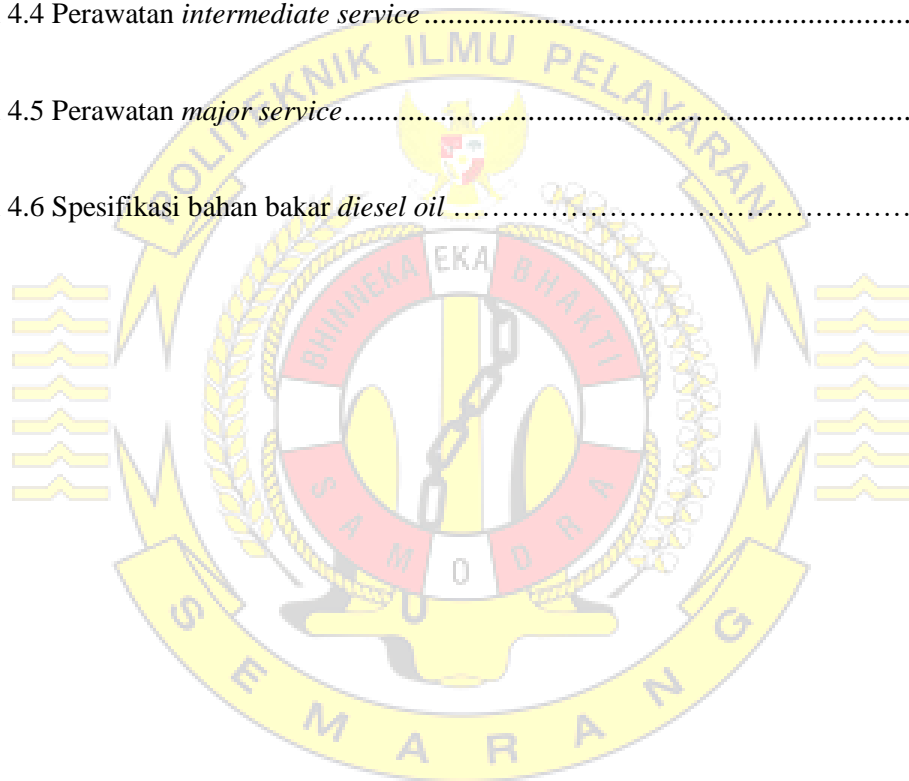 4.4 Perawatan intermediate service................................................................
4.5 Perawatan major service..........................................................................
POLITEKNIK ILMU PELAYARAN
4.6 Spesifikasi bahan bakar diesel oil ……………………………………………
BHINNEKA EKA BHAKTI
SAMODRA
SEMARANG